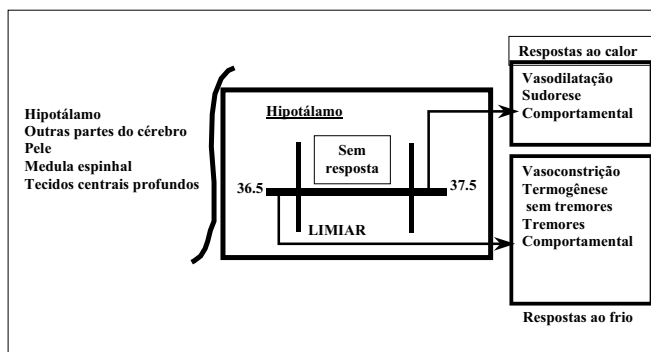 Hipotálamo
Outras partes do cérebro
Pele
Medula espinhal
Tecidos centrais profundos
Hipotálamo
Sem
resposta
36.5
37.5
LIMIAR
Respostas ao calor
Vasodilatação
Sudorese
Comportamental
Vasoconstrição
Termogênese
sem tremores
Tremores
Comportamental
Respostas ao frio